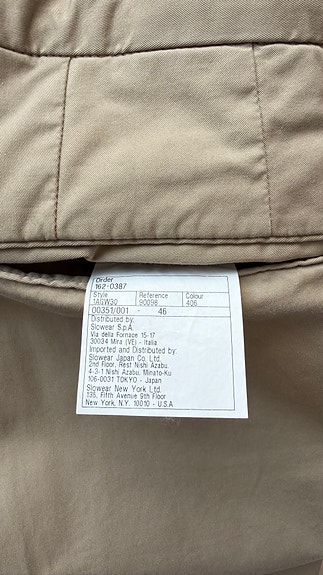 Order
162-0387
Style Reference Colour
1AGW30 90098 406
00351/001 - 46
Distributed by:
Slowear S.p.A.
Via della Fornace 15-17
30034 Mira (VE) - Italia
Imported and Distributed by:
Slowear Japan Co. Ltd.
2nd Floor, Rest Nishi Azabu,
4-3-1 Nishi Azabu, Minato-Ku
106-0031 TOKYO - Japan
Slowear New York Ltd.
135, Fifth Avenue 9th Floor
New York, N.Y. 10010 - U.S.A